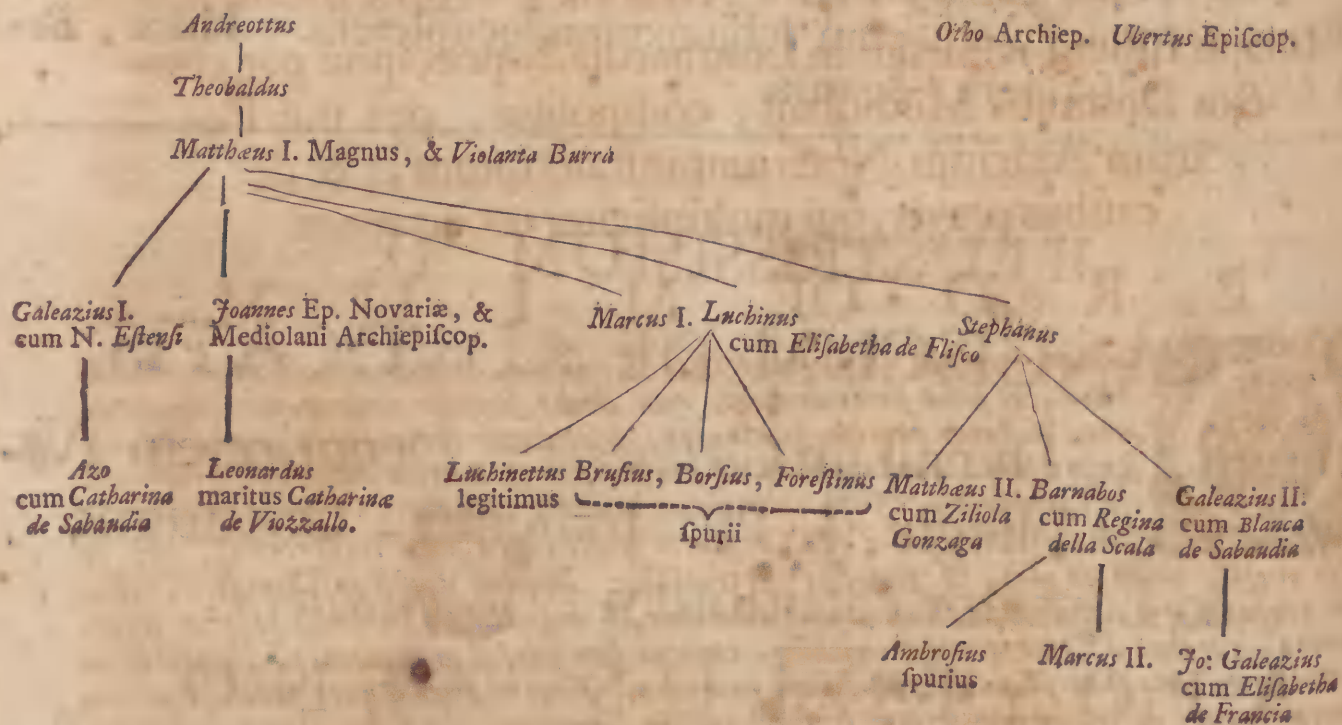 Andreottus
Otho Archiep. Ubertus Epiſcop.
Theobaldus
Matthæus I. Magnus, & Violanta Burrà
Galeazius I.
cum N. Eſtenſi
Joannes Ep. Novariæ, &
Mediolani Archiepiſcop.
Marcus I.
Luchinus
cum Eliſabetha de Fliſco
Stephanus
Azo
cum Catharina
de Sabaudia
Leonardus
maritus Catharinæ
de Viozzallo.
Luchinettus
legitimus
Bruſius, Borſius, Foreſtinus
ſpurii
Matthæus II.
cum Ziliola
Gonzaga
Barnabos
cum Regina
della Scala
Galeazius II.
cum Blanca
de Sabaudia
Ambroſius
ſpurius
Marcus II.
Jo: Galeazius
cum Eliſabetha
de Francia